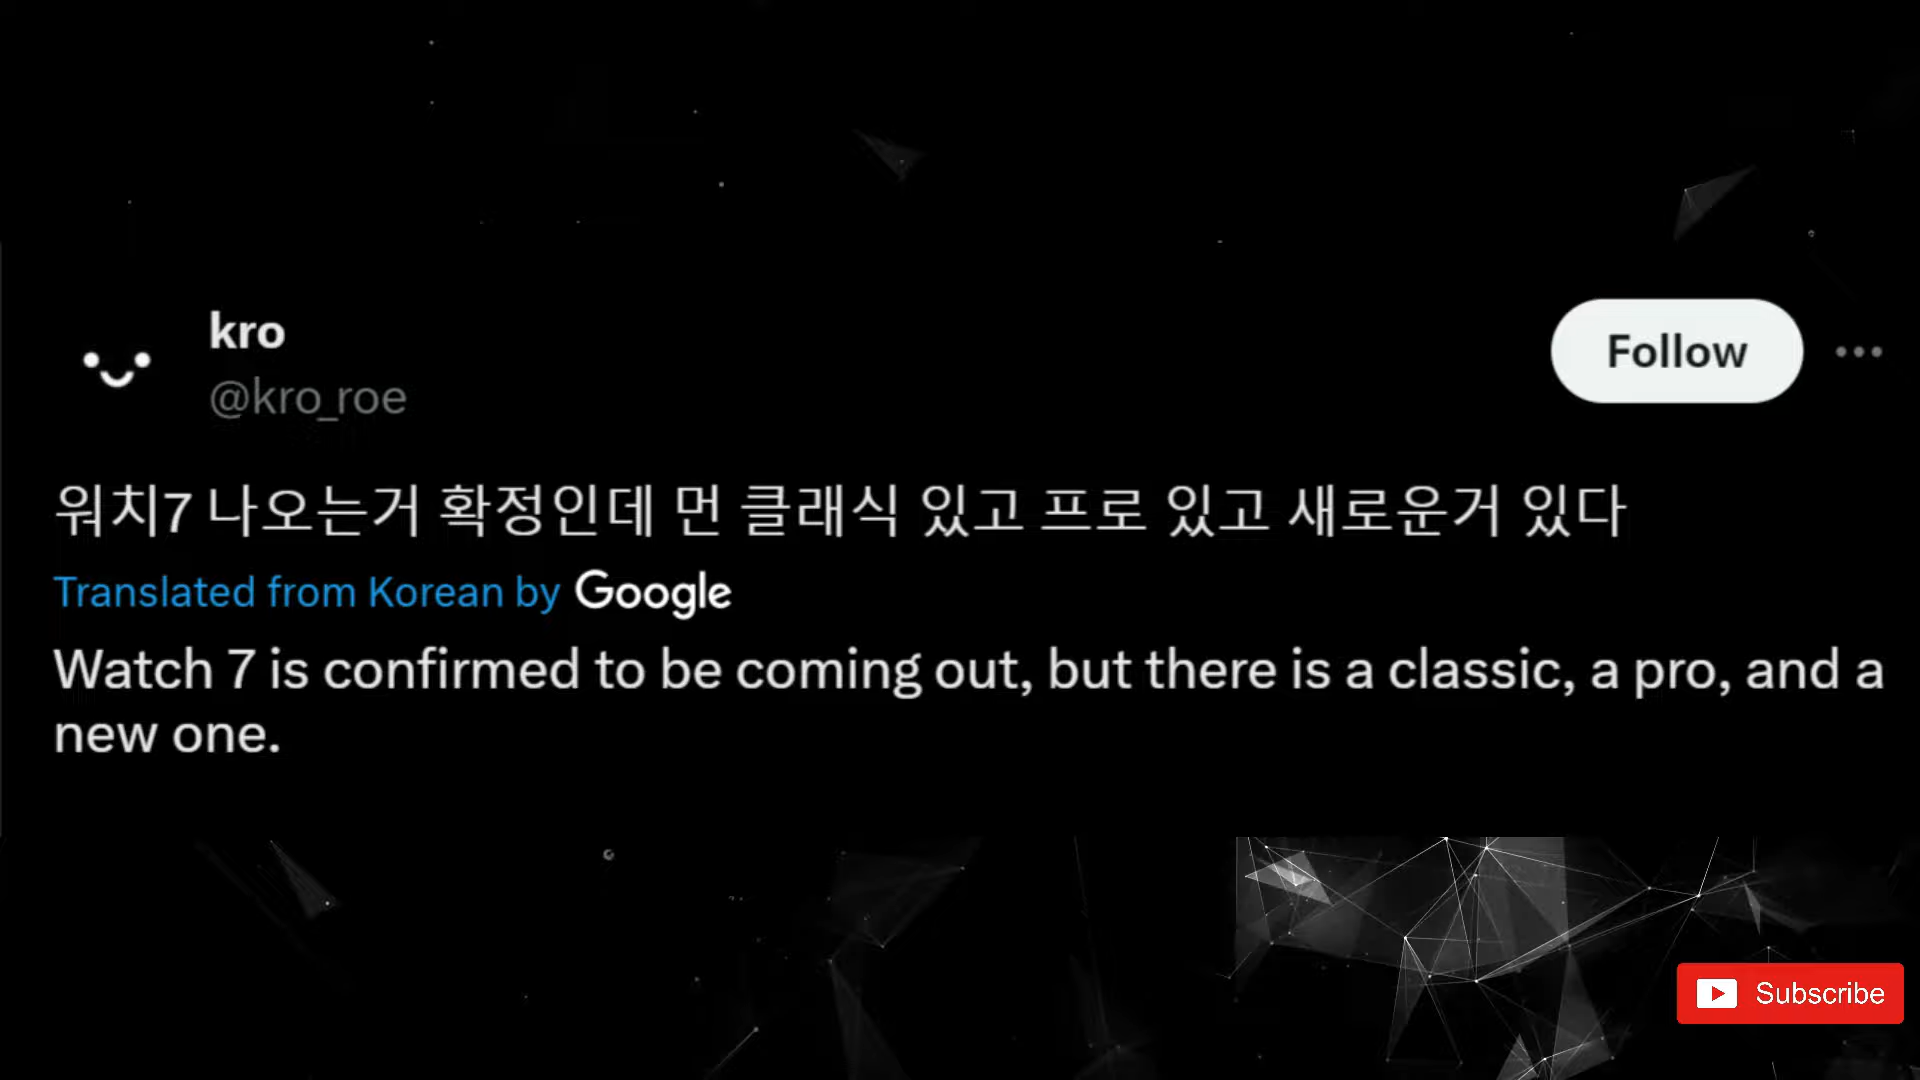 kro
@kro_roe
Follow
워치7 나오는거 확정인데 먼 클래식 있고 프로 있고 새로운거 있다
Translated from Korean by Google
Watch 7 is confirmed to be coming out, but there is a classic, a pro, and a
new one.
Subscribe